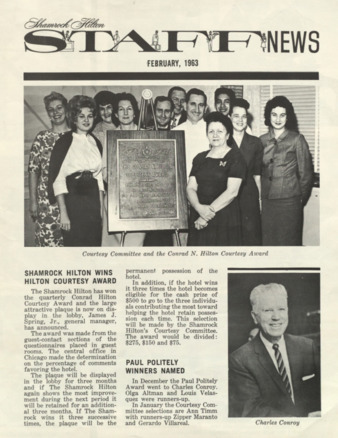 Shamrock Hilton
STAFF NEWS
FEBRUARY, 1963
Courtesy Committee and the Conrad N. Hilton Courtesy Award
SHAMROCK HILTON WINS
HILTON COURTESY AWARD
The Shamrock Hilton has won
the quarterly Conrad Hilton
Courtesy Award and the large
attractive plaque is now on dis-
play in the lobby, James J.
Spring, Jr., general manager,
has announced.
The award was made from the
guest-contact sections of the
questionnaires placed in guest
rooms. The central office in
Chicago made the determination
on the percentage of comments
favoring the hotel.
The plaque will be displayed
in the lobby for three months
and if The Shamrock Hilton
again shows the most improve-
ment during the next period it
will be retained for an addition-
al three months. If The Sham-
rock wins it three successive
times, the plaque will be the
permanent possession of the
hotel.
In addition, if the hotel wins
it three times the hotel becomes
eligible for the cash prize of
$500 to go to the three individu-
als contributing the most toward
helping the hotel retain posses-
sion each time. This selection
will be made by the Shamrock
Hilton's Courtesy Committee.
The award would be divided:
$275, $150 and $75.
PAUL POLITELY
WINNERS NAMED
In December the Paul Politely
Award went to Charles Conroy.
Olga Altman and Louis Velas-
quez were runners-up.
In January the Courtesy Com-
mittee selections are Ann Timm
with runners-up Zipper Maranto
and Gerardo Villareal.
Charles Conroy